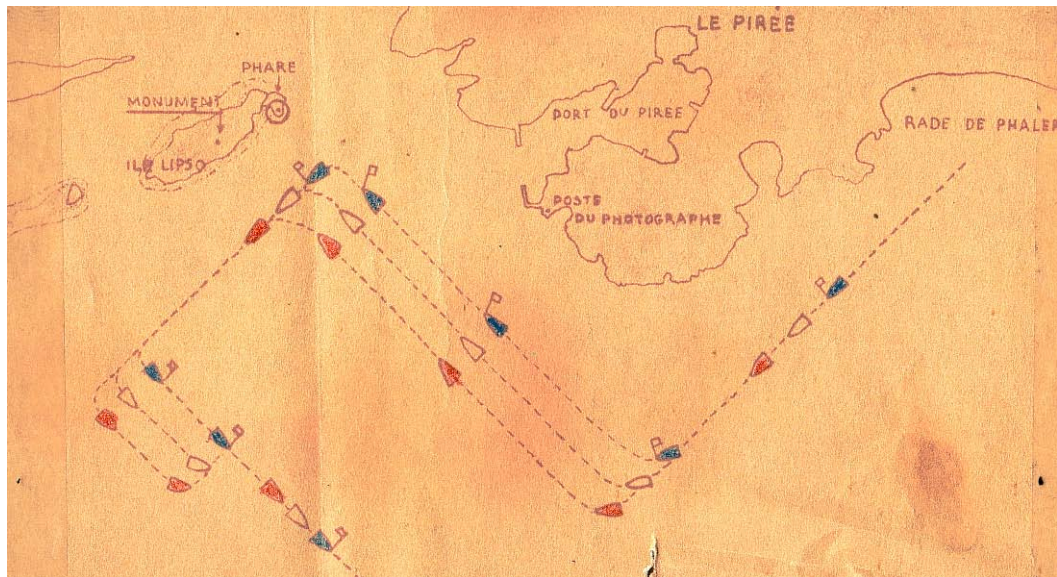 LE PIRÉE
PHARE
MONUMENT
PORT DU PIRÉE
RADE DE PHALER
ILE LIPSO
POSTE
DU PHOTOGRAPHE